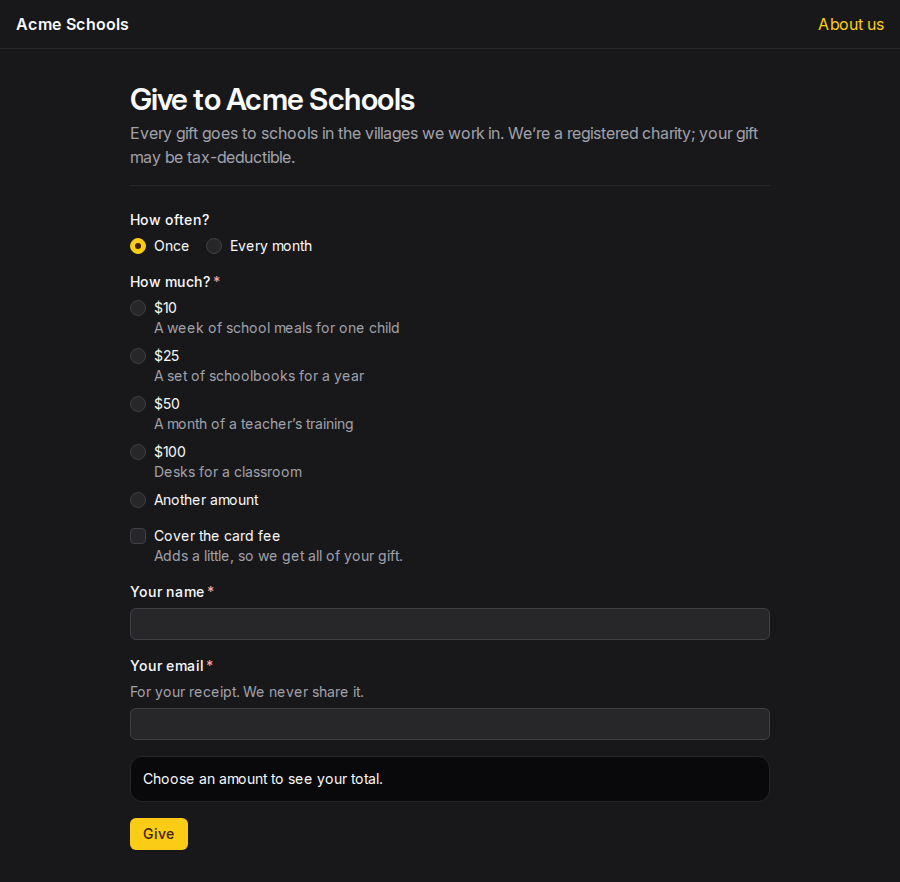 Acme Schools
About us
Give to Acme Schools
Every gift goes to schools in the villages we work in. We’re a registered charity; your gift
may be tax-deductible.
How often?
Once
Every month
How much? *
$10
A week of school meals for one child
$25
A set of schoolbooks for a year
$50
A month of a teacher’s training
$100
Desks for a classroom
Another amount
Cover the card fee
Adds a little, so we get all of your gift.
Your name *
Your email *
For your receipt. We never share it.
Choose an amount to see your total.
Give